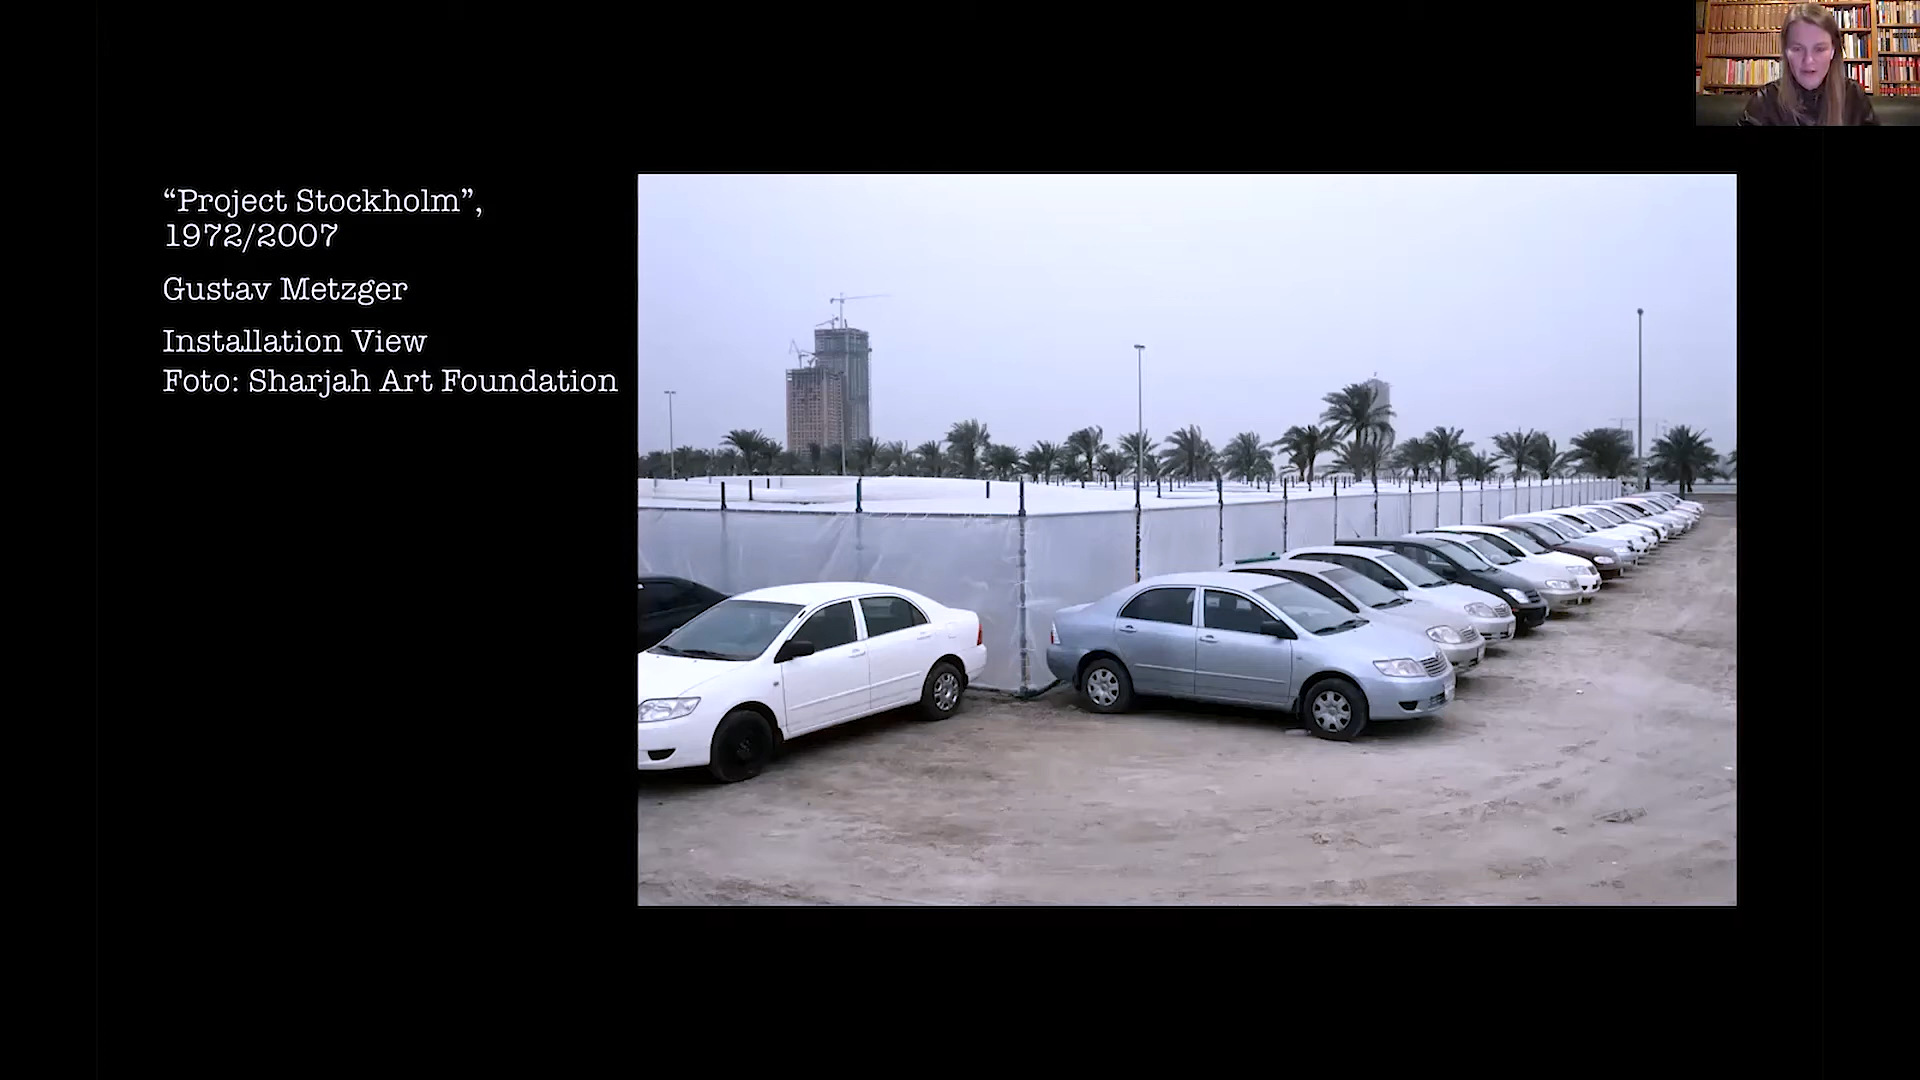 “Project Stockholm”,
1972/2007
Gustav Metzger
Installation View
Foto: Sharjah Art Foundation